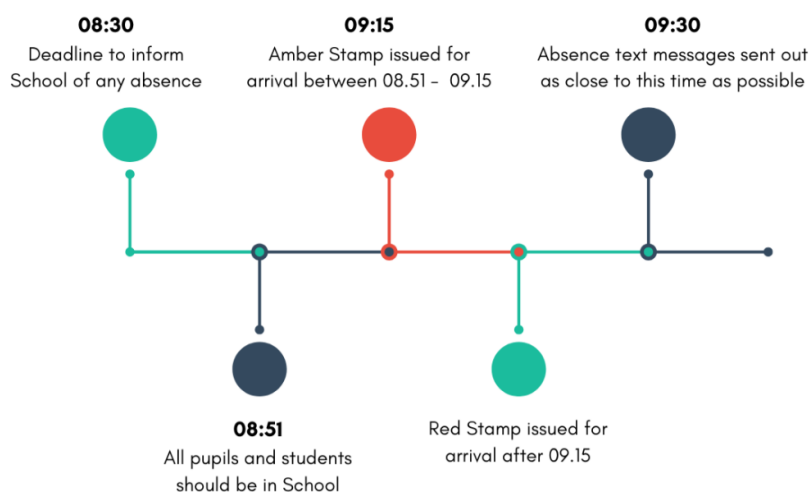 08:30
Deadline to inform
School of any absence
09:15
Amber Stamp issued for
arrival between 08.51 - 09.15
09:30
Absence text messages sent out
as close to this time as possible
08:51
All pupils and students
should be in School
Red Stamp issued for
arrival after 09.15